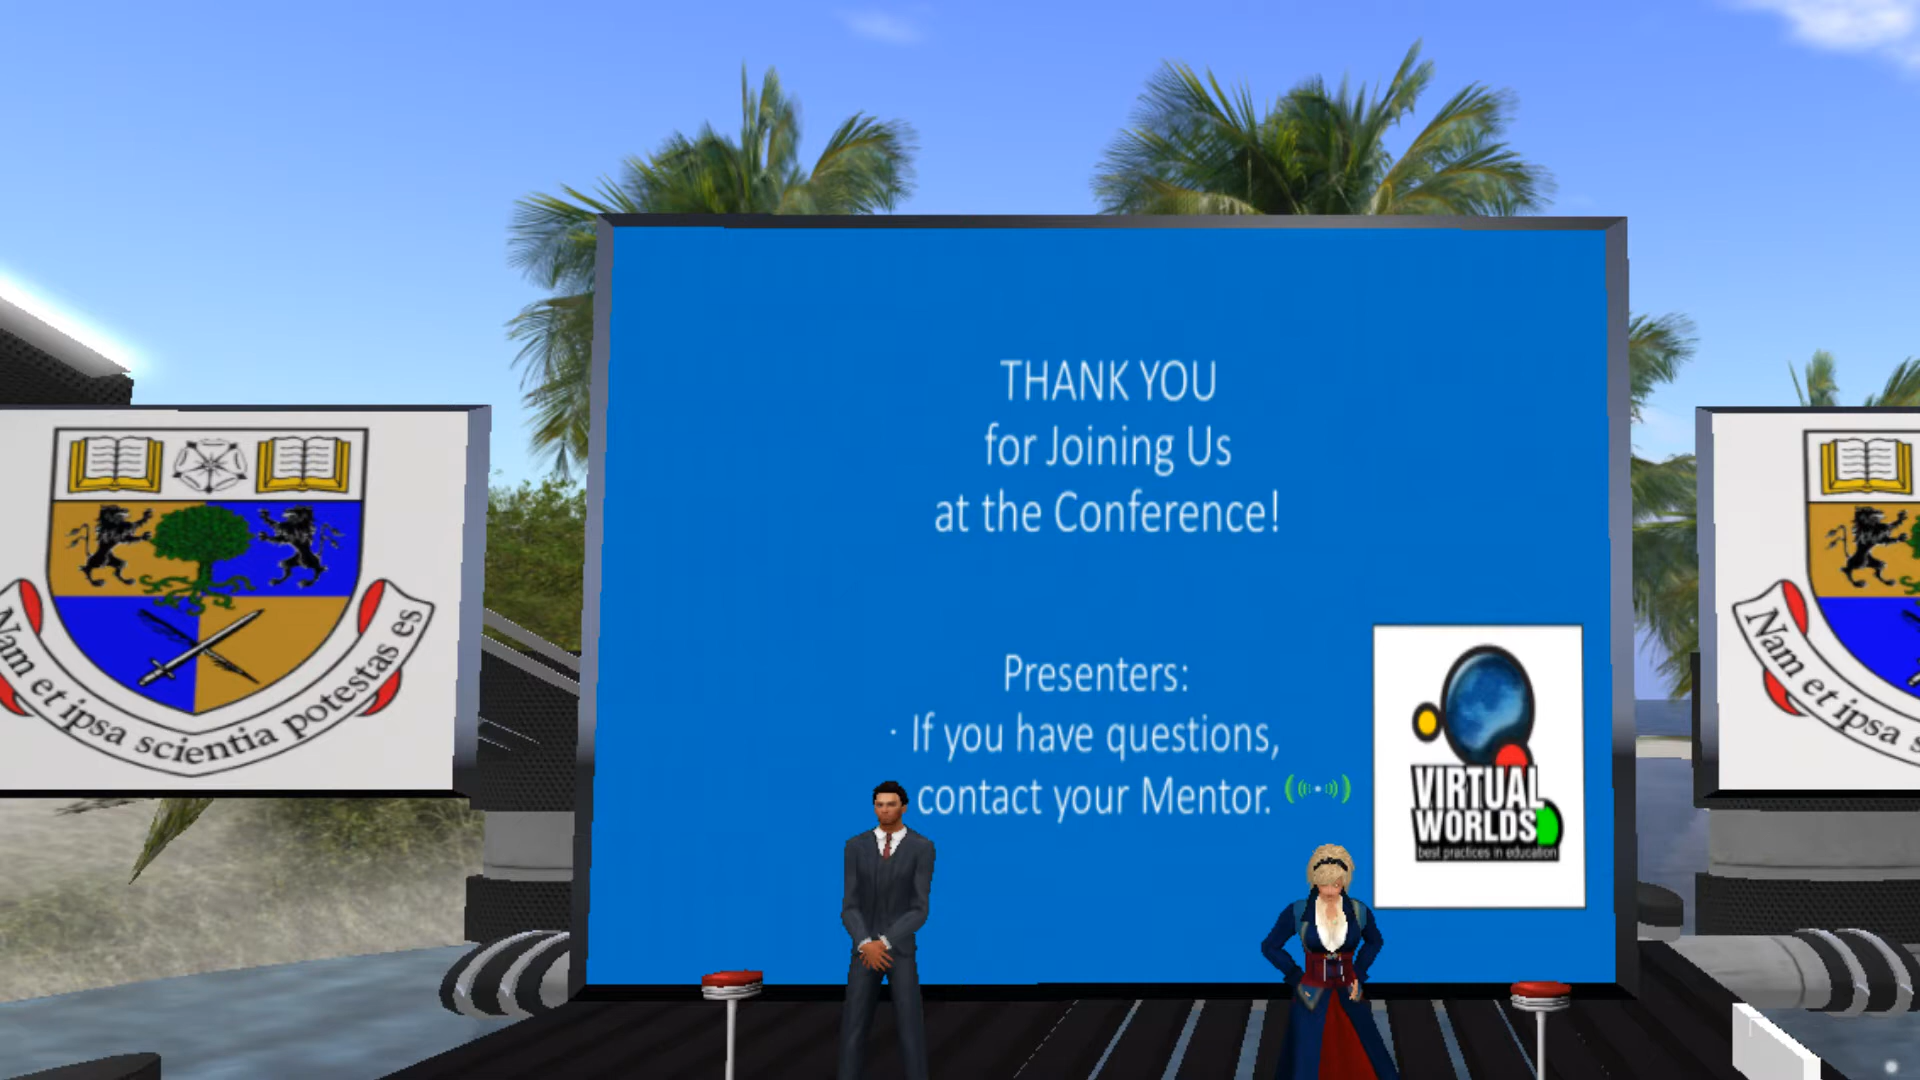 THANK YOU
for Joining Us
at the Conference!
Presenters:
· If you have questions,
contact your Mentor.
VIRTUAL
WORLDS
best practices in education
Nam et ipsa scientia potestas es
Nam et ipsa s